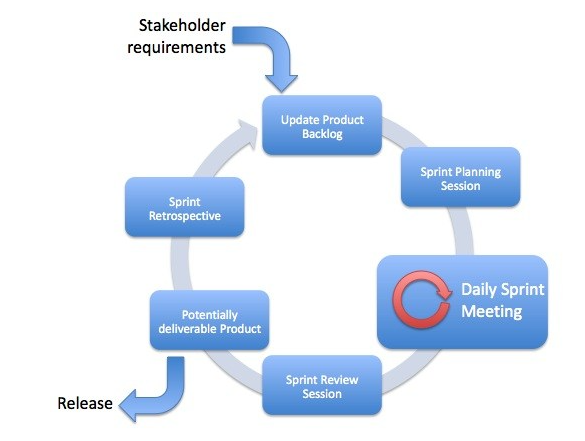 Stakeholder
requirements
Update Product
Backlog
Sprint Planning
Session
Daily Sprint
Meeting
Sprint Review
Session
Potentially
deliverable Product
Release
Sprint
Retrospective